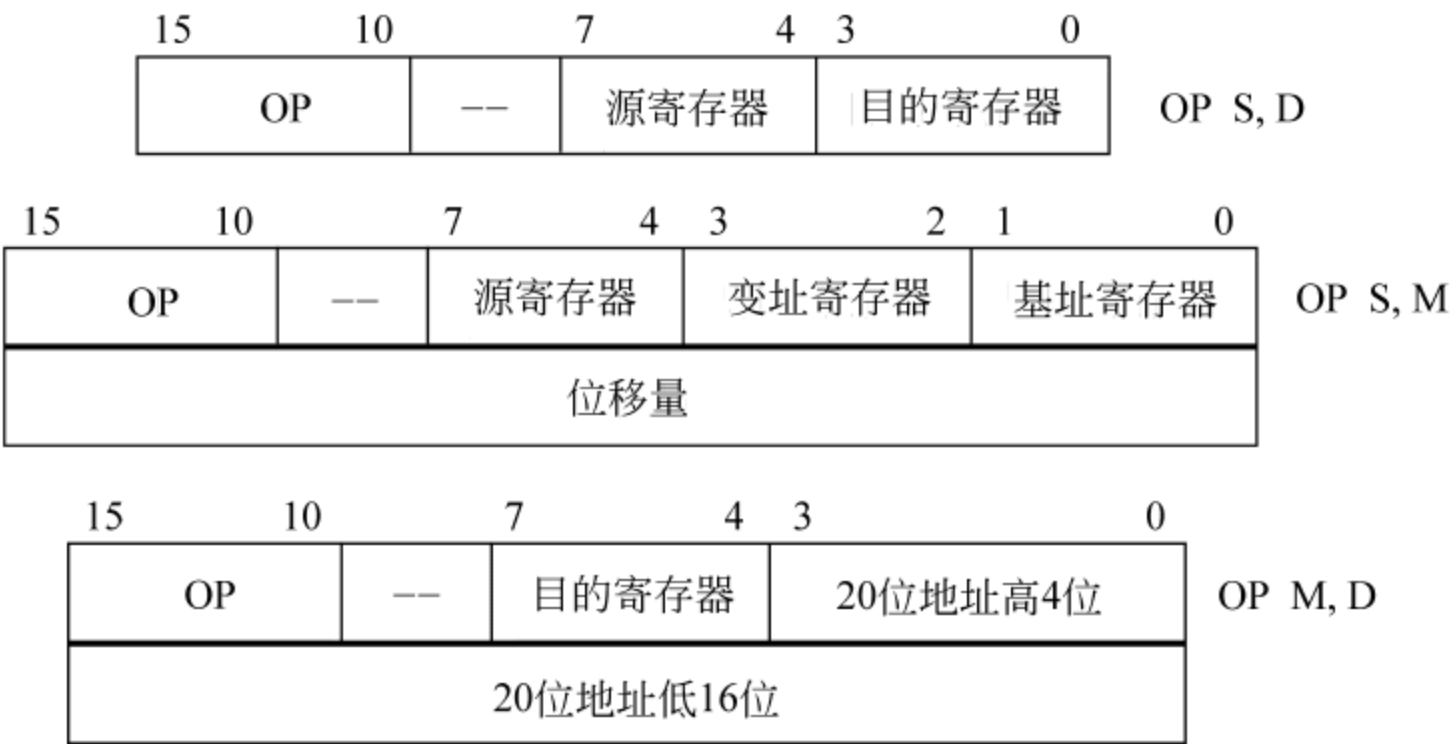 15 10 7 4 3 0
OP -- 源寄存器 目的寄存器 OP S, D
15 10 7 4 3 2 1 0
OP -- 源寄存器 变址寄存器 基址寄存器 OP S, M
位移量
15 10 7 4 3 0
OP -- 目的寄存器 20位地址高4位 OP M, D
20位地址低16位